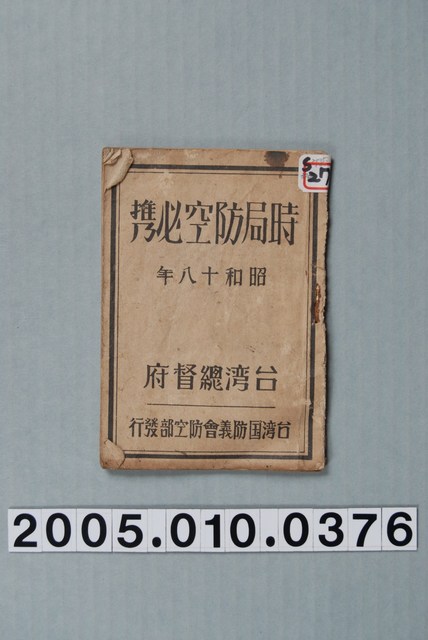 S
27
時局防空必携
昭和十八年
台湾總督府
台湾国防義會防空部發行
2005.010.0376